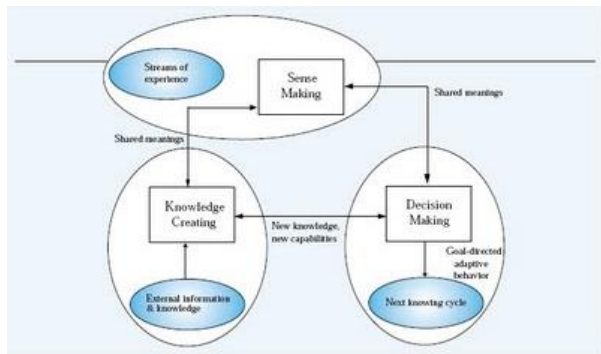 Streams of
experience
Sense
Making
Shared meanings
Shared meanings
Knowledge
Creating
Decision
Making
New knowledge,
new capabilities
Goal-directed
adaptive
behavior
External information
& knowledge
Next knowing cycle